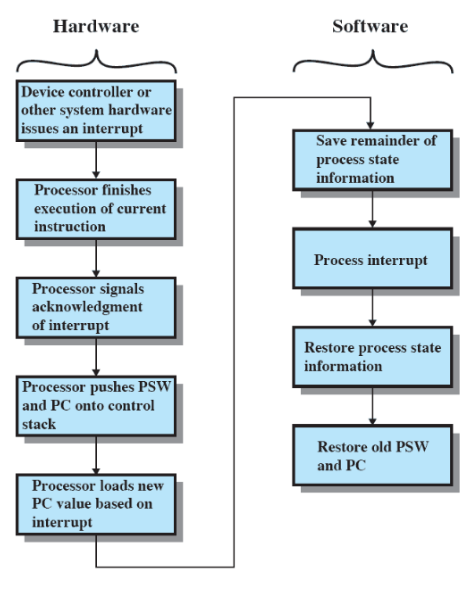 Hardware
Device controller or
other system hardware
issues an interrupt
Processor finishes
execution of current
instruction
Processor signals
acknowledgment
of interrupt
Processor pushes PSW
and PC onto control
stack
Processor loads new
PC value based on
interrupt
Software
Save remainder of
process state
information
Process interrupt
Restore process state
information
Restore old PSW
and PC